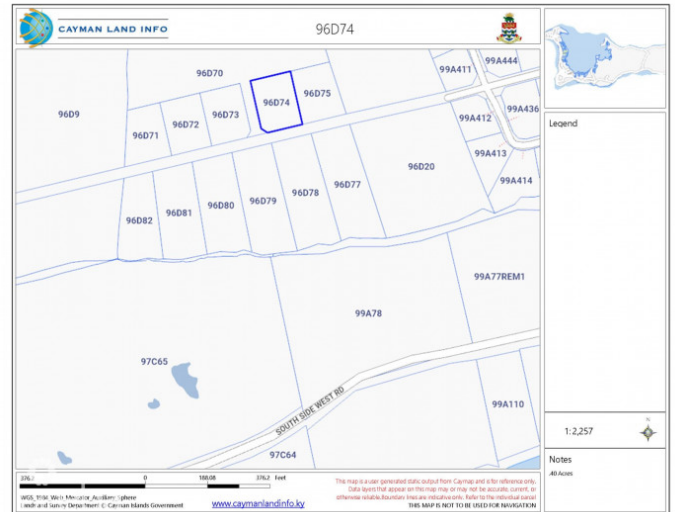 CAYMAN LAND INFO
96D74
96D70
99A411
99A444
96D9
96D71
96D72
96D73
96D74
96D75
99A412
99A436
99A413
99A414
96D20
96D82
96D81
96D80
96D79
96D78
96D77
99A77REM1
99A78
97C65
SOUTH SIDE WEST RD
99A110
97C64
Legend
1: 2,257
N
Notes
.40 Acres
0
188.08
376.2 Feet
WGS_1984_Web_Mercator_Auxiliary_Sphere
Lands and Survey Department © Cayman Islands Government
www.caymanlandinfo.ky
This map is a user generated static output from Caymap and is for reference only.
Data layers that appear on this map may or may not be accurate, current, or
otherwise reliable. Boundary lines are indicative only. Refer to the individual parcel
THIS MAP IS NOT TO BE USED FOR NAVIGATION